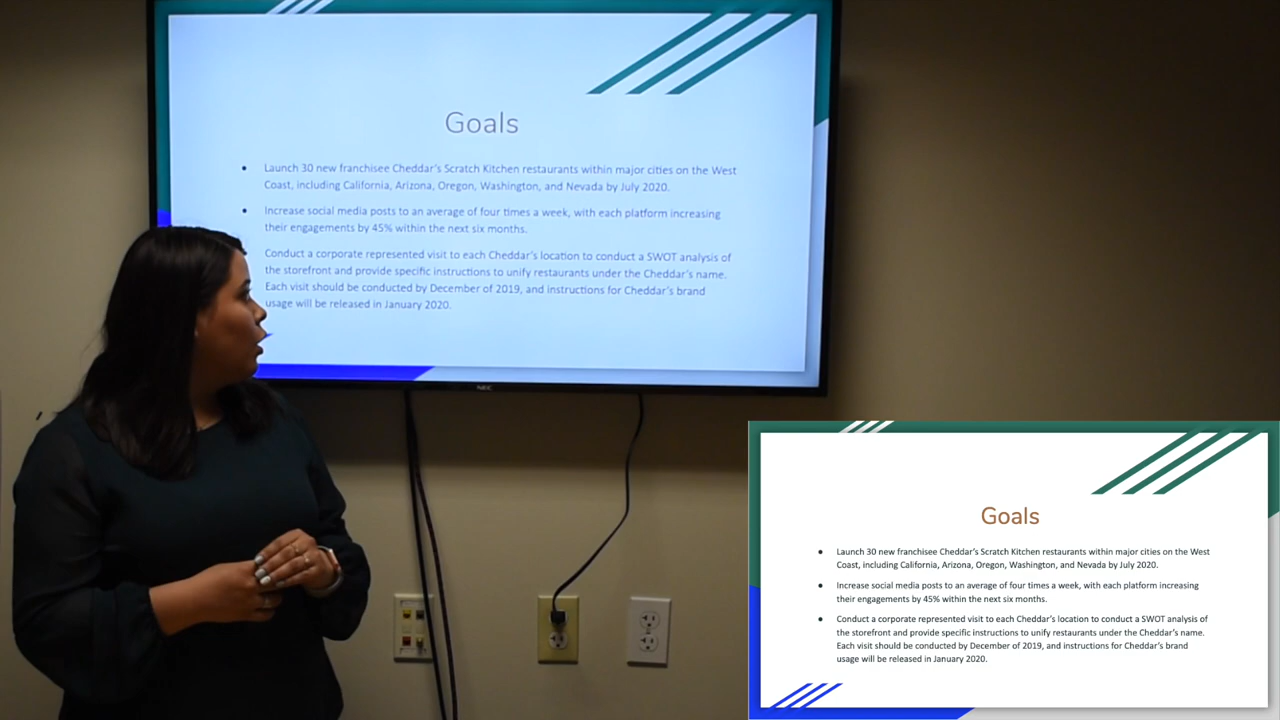 Goals
Launch 30 new franchisee Cheddar's Scratch Kitchen restaurants within major cities on the West
Coast, including California, Arizona, Oregon, Washington, and Nevada by July 2020.
Increase social media posts to an average of four times a week, with each platform increasing
their engagements by 45% within the next six months.
Conduct a corporate represented visit to each Cheddar's location to conduct a SWOT analysis of
the storefront and provide specific instructions to unify restaurants under the Cheddar's name.
Each visit should be conducted by December of 2019, and instructions for Cheddar's brand
usage will be released in January 2020.
NEC
Goals
Launch 30 new franchisee Cheddar's Scratch Kitchen restaurants within major cities on the West
Coast, including California, Arizona, Oregon, Washington, and Nevada by July 2020.
Increase social media posts to an average of four times a week, with each platform increasing
their engagements by 45% within the next six months.
Conduct a corporate represented visit to each Cheddar's location to conduct a SWOT analysis of
the storefront and provide specific instructions to unify restaurants under the Cheddar's name.
Each visit should be conducted by December of 2019, and instructions for Cheddar's brand
usage will be released in January 2020.